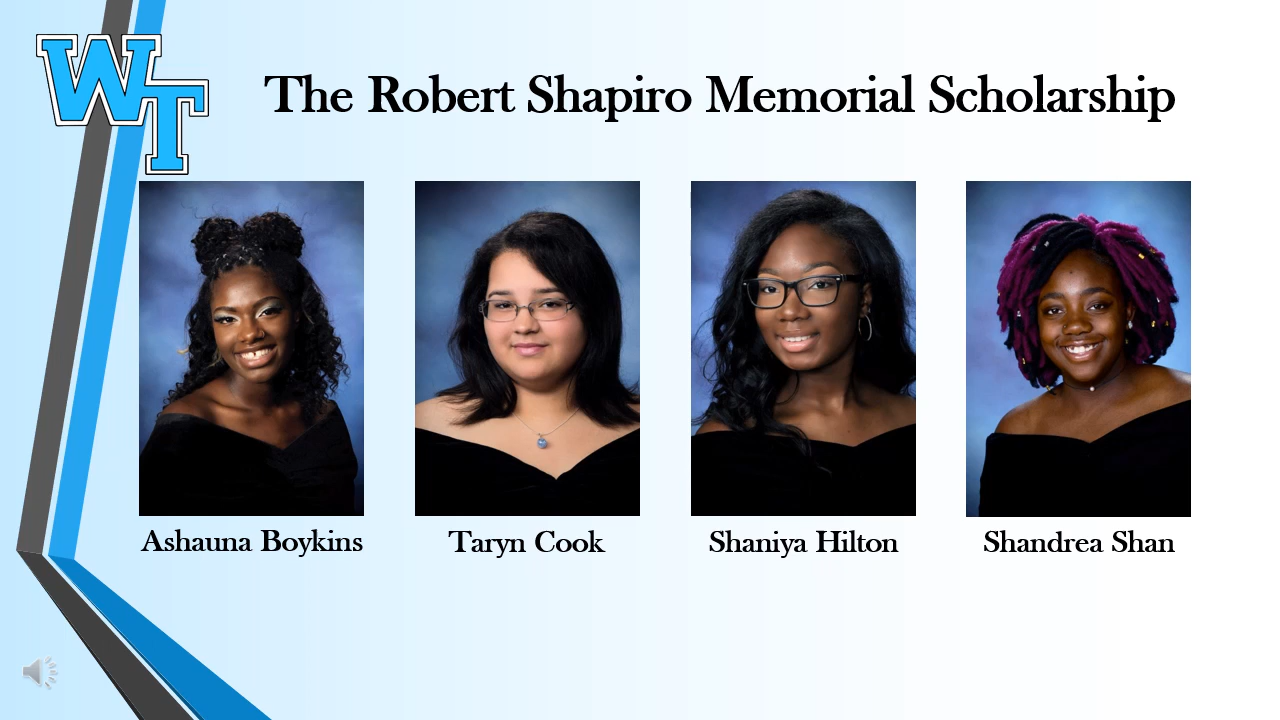 WT
The Robert Shapiro Memorial Scholarship
Ashauna Boykins
Taryn Cook
Shaniya Hilton
Shandrea Shan